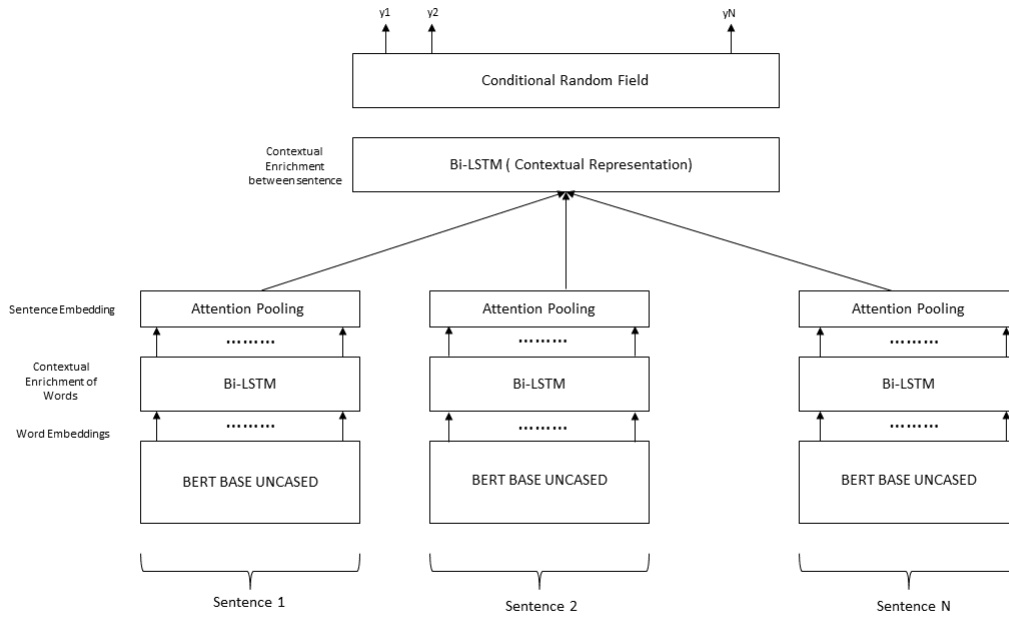 y1 y2 yN
Conditional Random Field
Contextual
Enrichment
between sentence
Bi-LSTM ( Contextual Representation)
Sentence Embedding
Attention Pooling Attention Pooling Attention Pooling
......... ......... .........
Contextual
Enrichment of
Words
Bi-LSTM Bi-LSTM Bi-LSTM
Word Embeddings
......... ......... .........
BERT BASE UNCASED BERT BASE UNCASED BERT BASE UNCASED
Sentence 1 Sentence 2 Sentence N